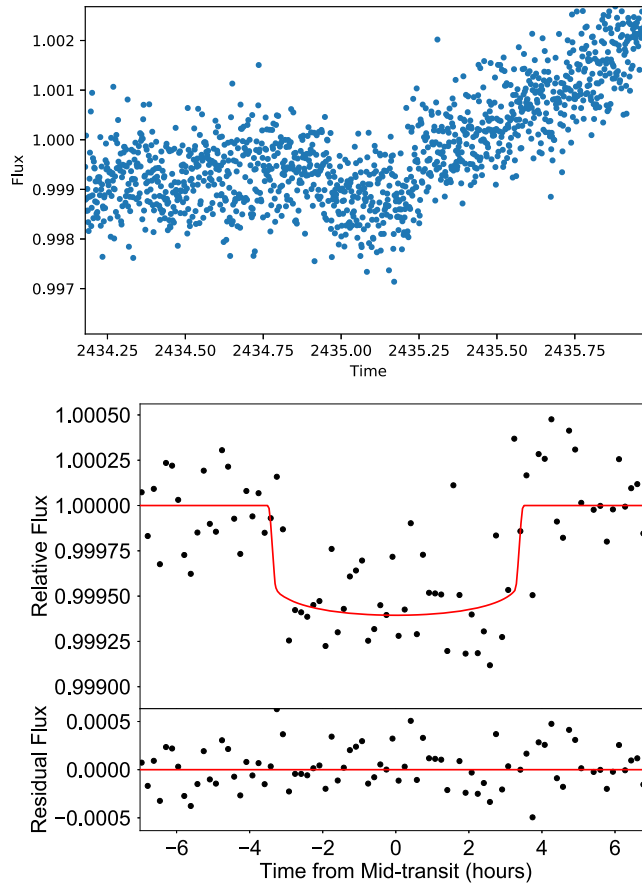 1.002
1.001
1.000
0.999
0.998
0.997
Flux
2434.25 2434.50 2434.75 2435.00 2435.25 2435.50 2435.75
Time
1.00050
1.00025
1.00000
0.99975
0.99950
0.99925
0.99900
Relative Flux
0.0005
0.0000
−0.0005
Residual Flux
−6 −4 −2 0 2 4 6
Time from Mid-transit (hours)